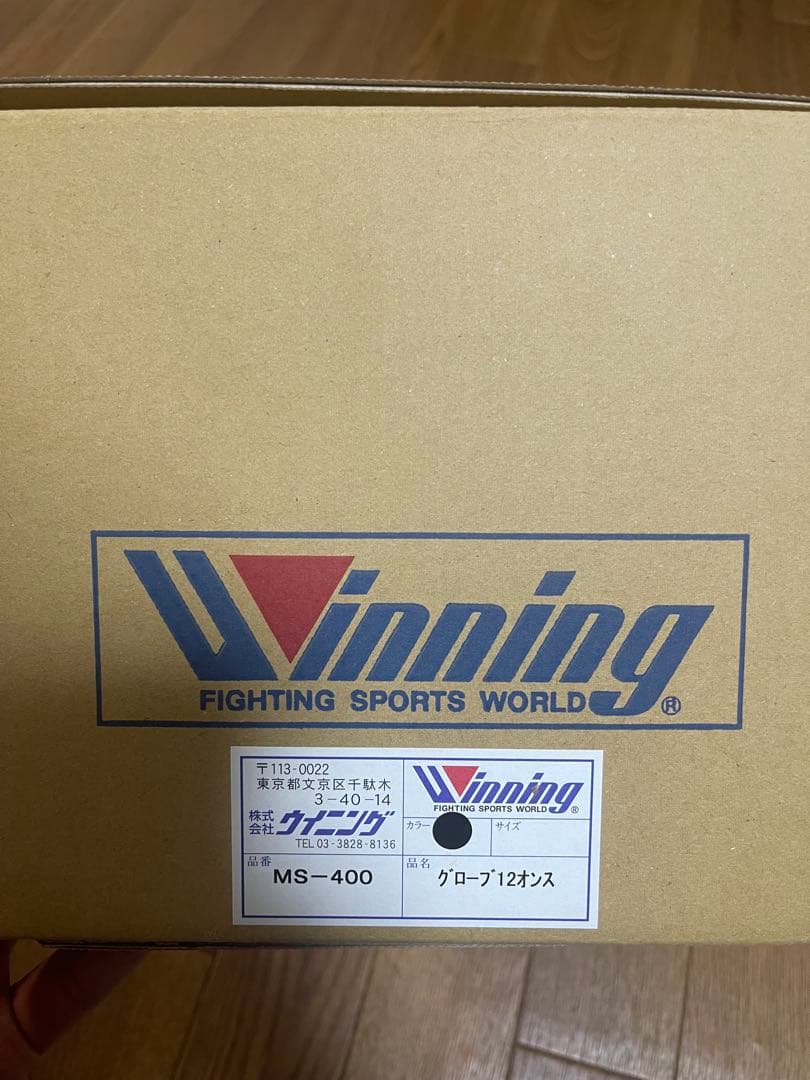 Winning
FIGHTING SPORTS WORLD®
〒113-0022
東京都文京区千駄木
3-40-14
株式会社 ウイニング
TEL 03-3828-8136
Winning
FIGHTING SPORTS WORLD®
カラー
サイズ
品番
MS-400
品名
グローブ12オンス